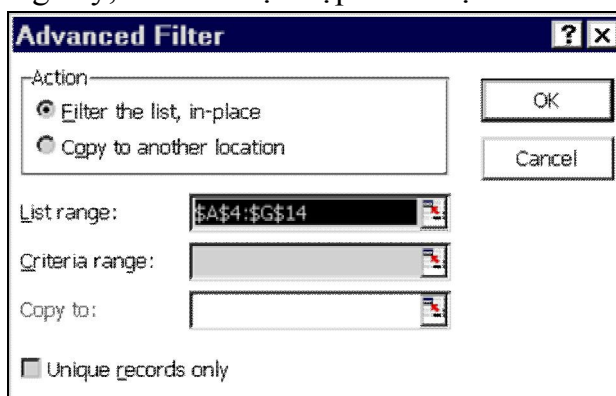 Advanced Filter
Action
Filter the list, in-place
Copy to another location
OK
Cancel
List range:
$A$4:$G$14
Criteria range:
Copy to:
Unique records only